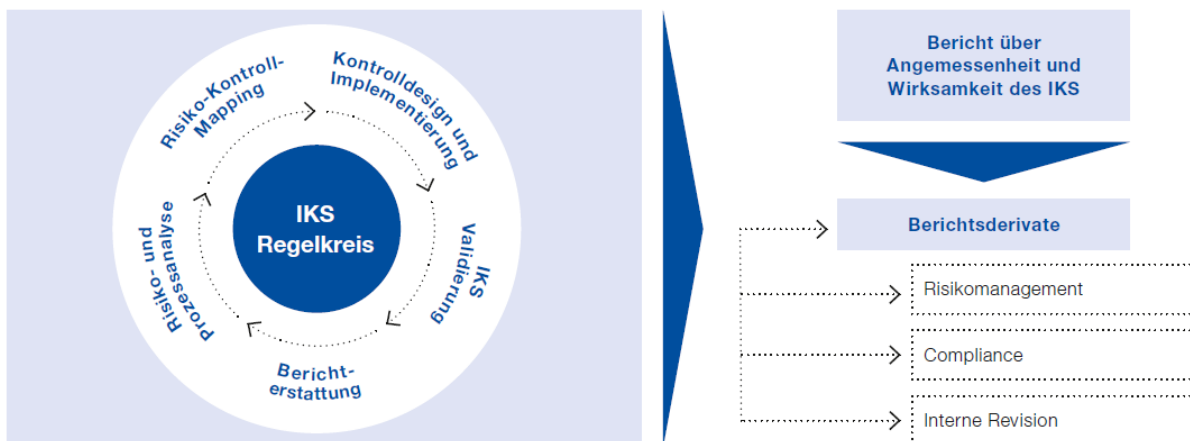 Risiko-Kontroll-
Mapping
Kontrolldesign und
Implementierung
IKS
Validierung
Bericht-
erstattung
Risiko- und
Prozessanalyse
IKS
Regelkreis
Bericht über
Angemessenheit und
Wirksamkeit des IKS
Berichtsderivate
Risikomanagement
Compliance
Interne Revision